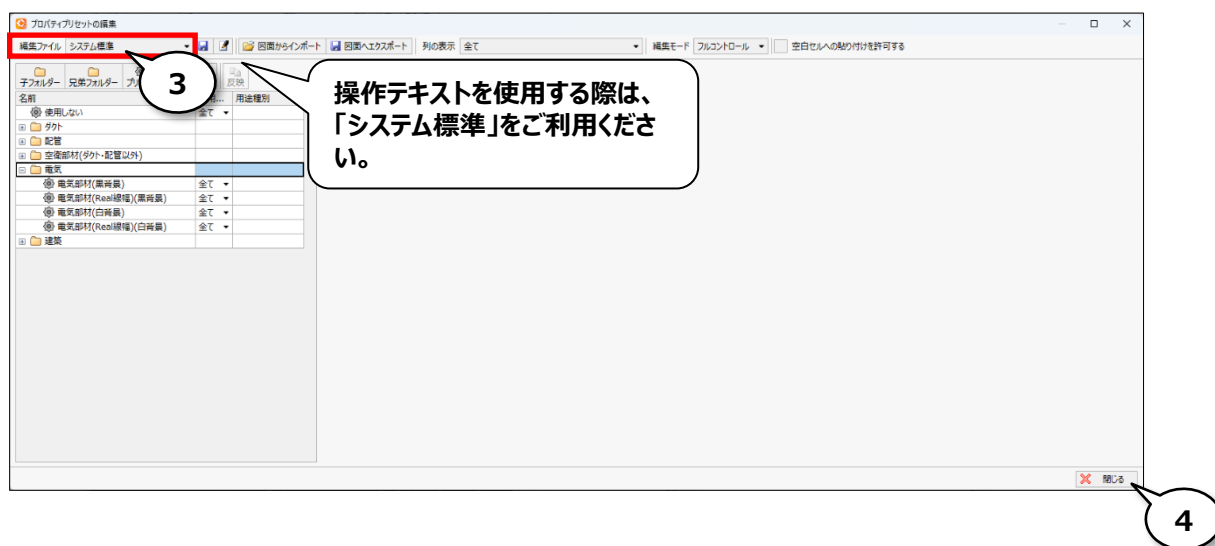 プロパティプリセットの編集
編集ファイル システム標準 図面からインポート 図面へエクスポート 列の表示 全て 編集モード フルコントロール 空白セルへの貼り付けを許可する
子フォルダー 兄弟フォルダー 反映
名前 用途種別
使用しない 全て
ダクト
配管
空衛部材(ダクト・配管以外)
電気
電気部材(黒背景) 全て
電気部材(Real線幅)(黒背景) 全て
電気部材(白背景) 全て
電気部材(Real線幅)(白背景) 全て
建築
3
操作テキストを使用する際は、
「システム標準」をご利用くださ
い。
閉じる
4